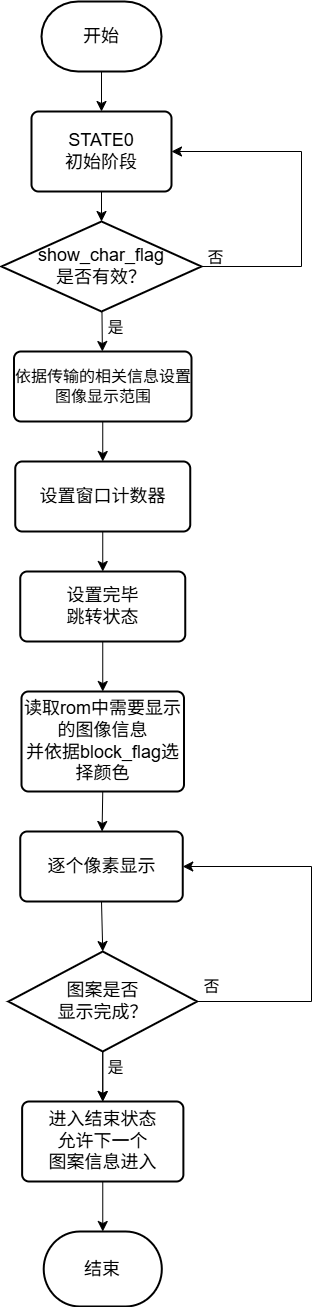 开始
STATE0
初始阶段
show_char_flag
是否有效？
否
是
依据传输的相关信息设置
图像显示范围
设置窗口计数器
设置完毕
跳转状态
读取rom中需要显示
的图像信息
并依据block_flag选
择颜色
逐个像素显示
图案是否
显示完成？
否
是
进入结束状态
允许下一个
图案信息进入
结束